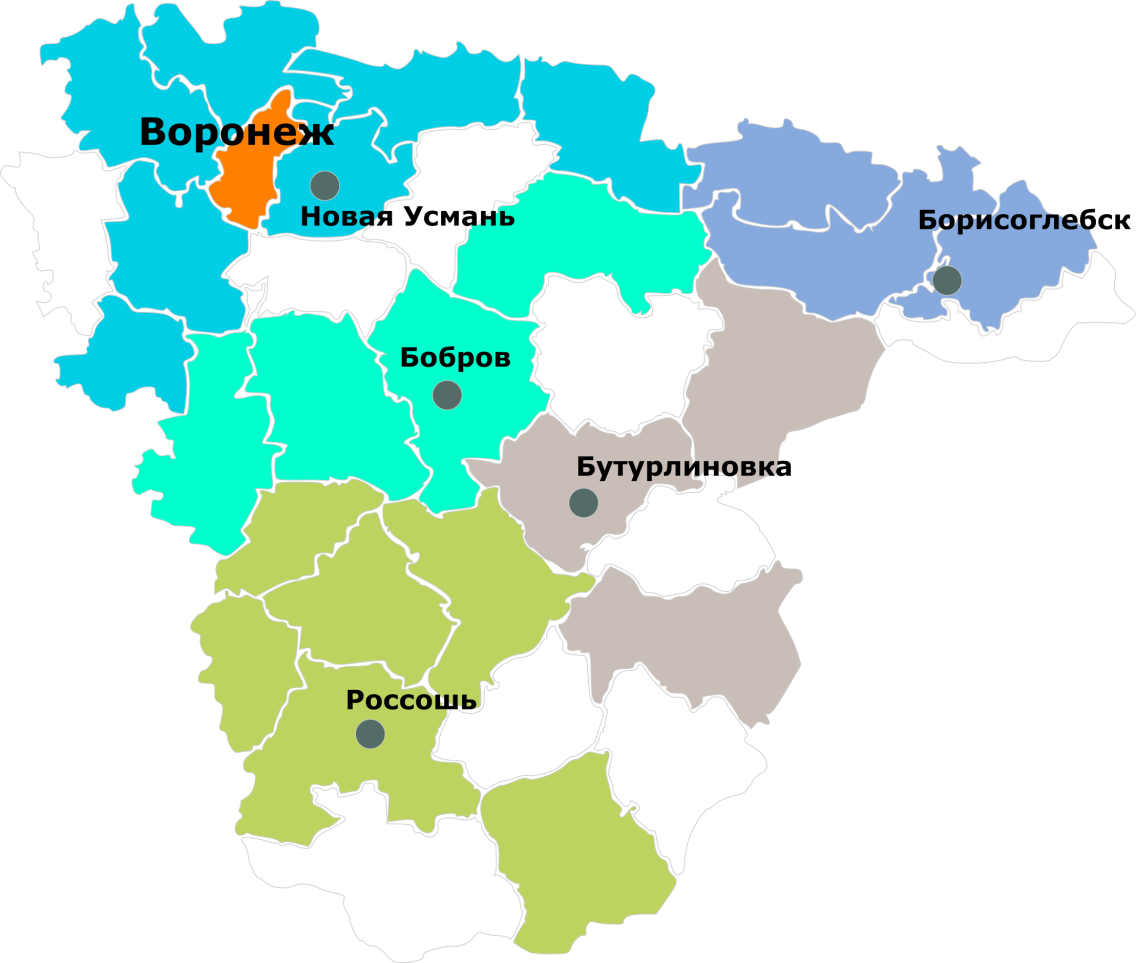 Воронеж
Новая Усмань
Борисоглебск
Бобров
Бутурлиновка
Россошь